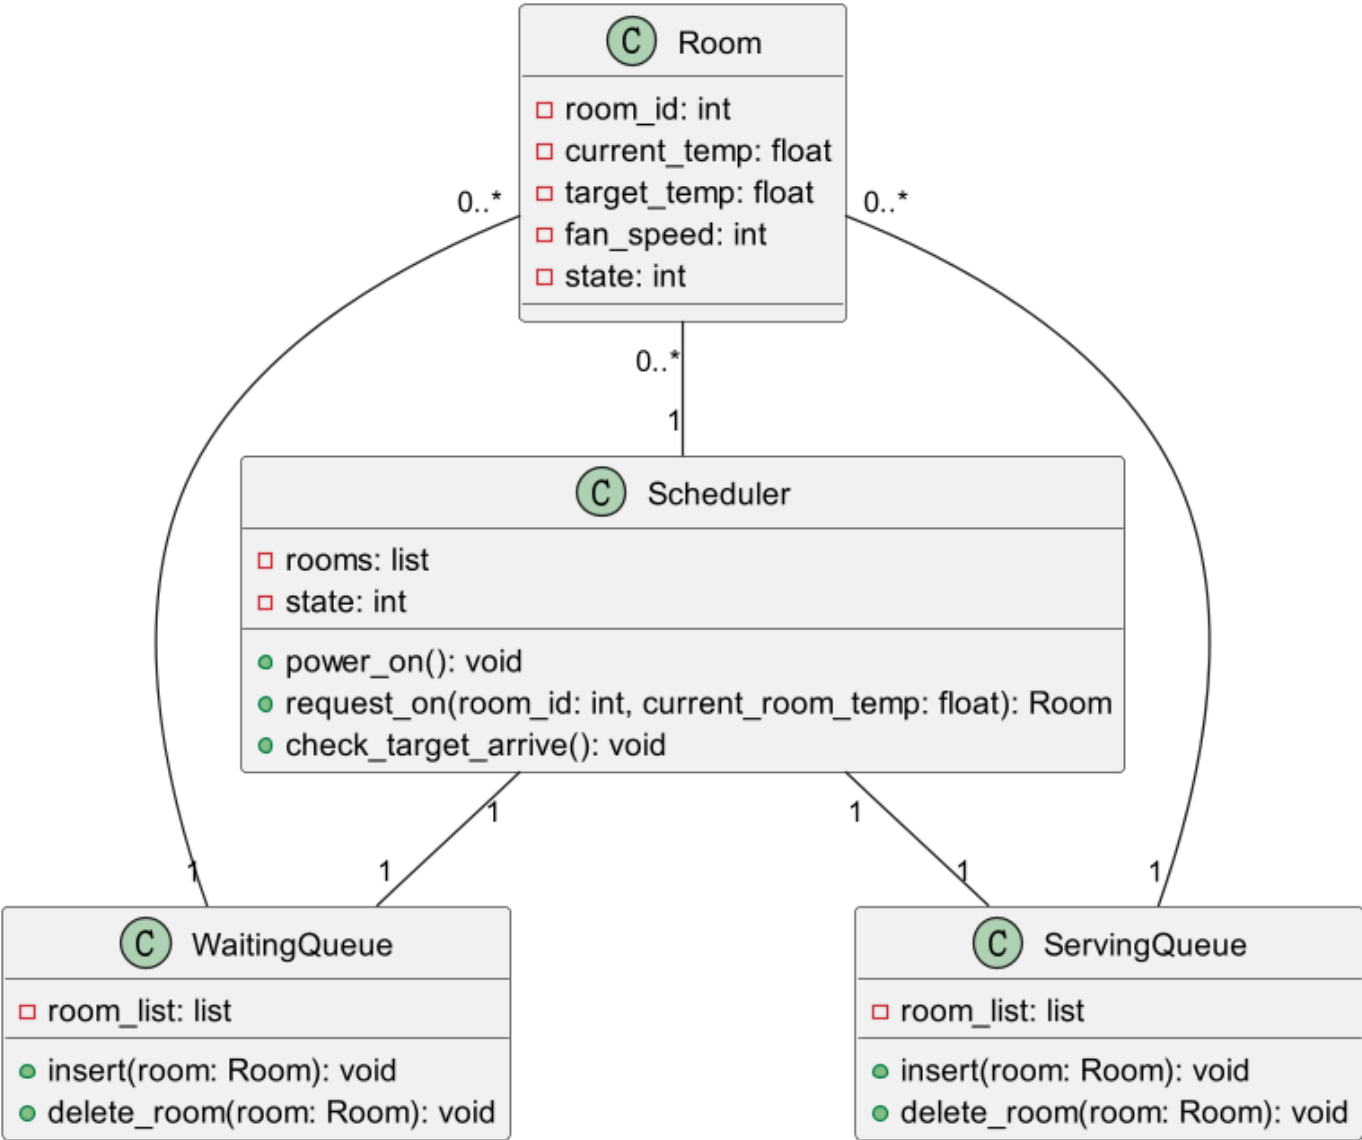 C Room
room_id: int
current_temp: float
target_temp: float
fan_speed: int
state: int
0..*
0..*
0..*
1
C Scheduler
rooms: list
state: int
power_on(): void
request_on(room_id: int, current_room_temp: float): Room
check_target_arrive(): void
1
1
1
1
1
1
C WaitingQueue
room_list: list
insert(room: Room): void
delete_room(room: Room): void
C ServingQueue
room_list: list
insert(room: Room): void
delete_room(room: Room): void